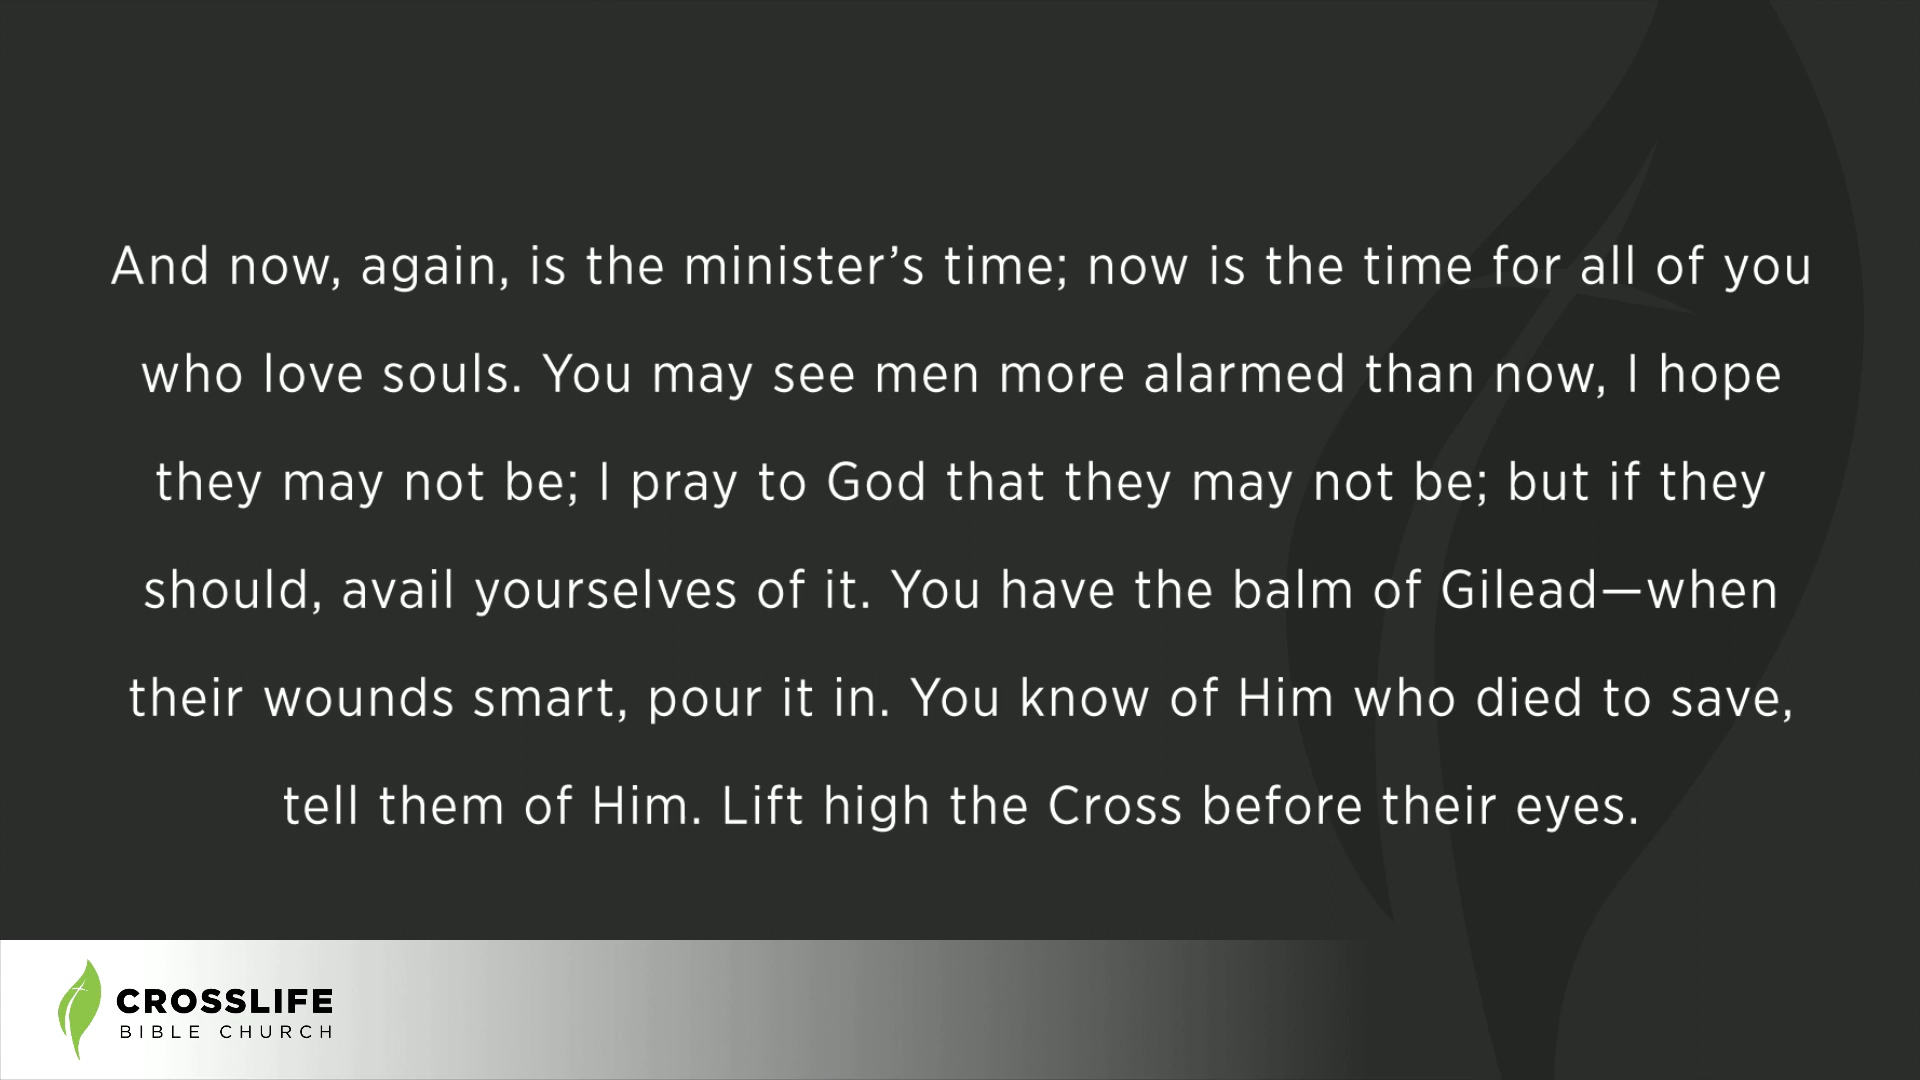 And now, again, is the minister’s time; now is the time for all of you
who love souls. You may see men more alarmed than now, I hope
they may not be; I pray to God that they may not be; but if they
should, avail yourselves of it. You have the balm of Gilead—when
their wounds smart, pour it in. You know of Him who died to save,
tell them of Him. Lift high the Cross before their eyes.
CROSSLIFE
BIBLE CHURCH